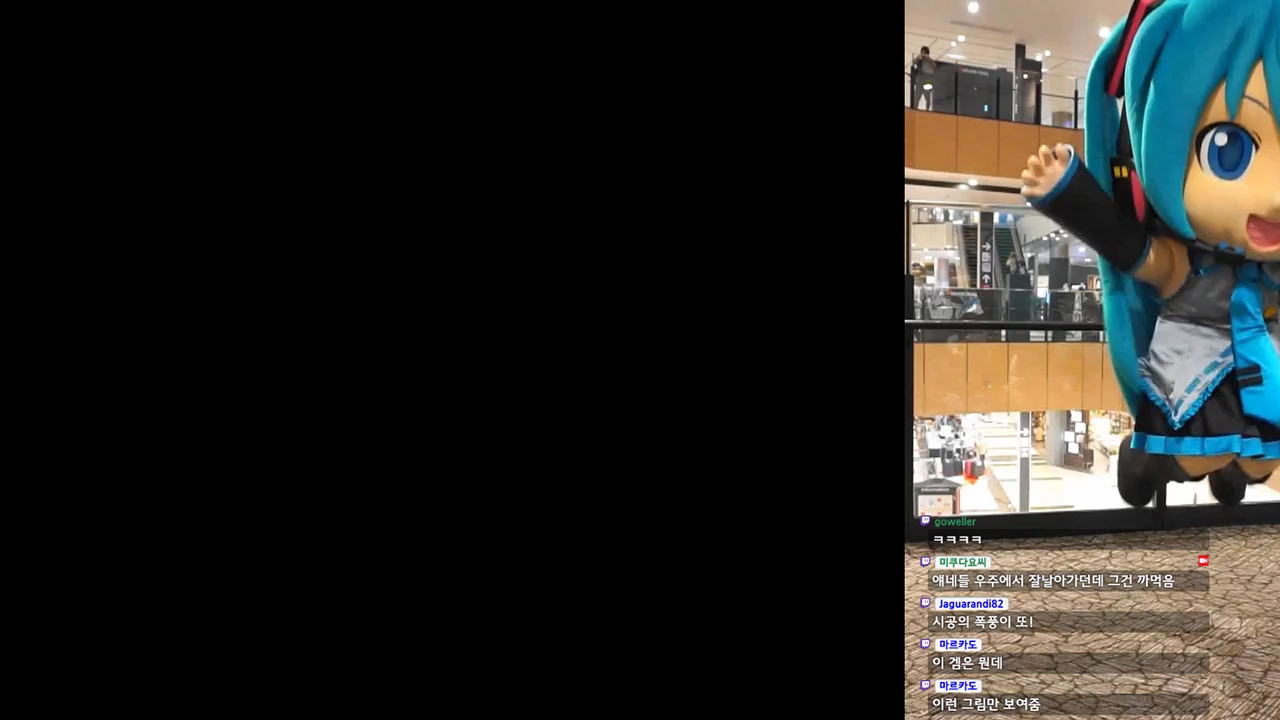 goweller
ㅋㅋㅋㅋ
미쿠다요씨
얘네들 우주에서 잘날아가던데 그건 까먹음
Jaguarandi82
시공의 폭풍이 또!
마르카도
이 겜은 뭔데
마르카도
이런 그림만 보여줌